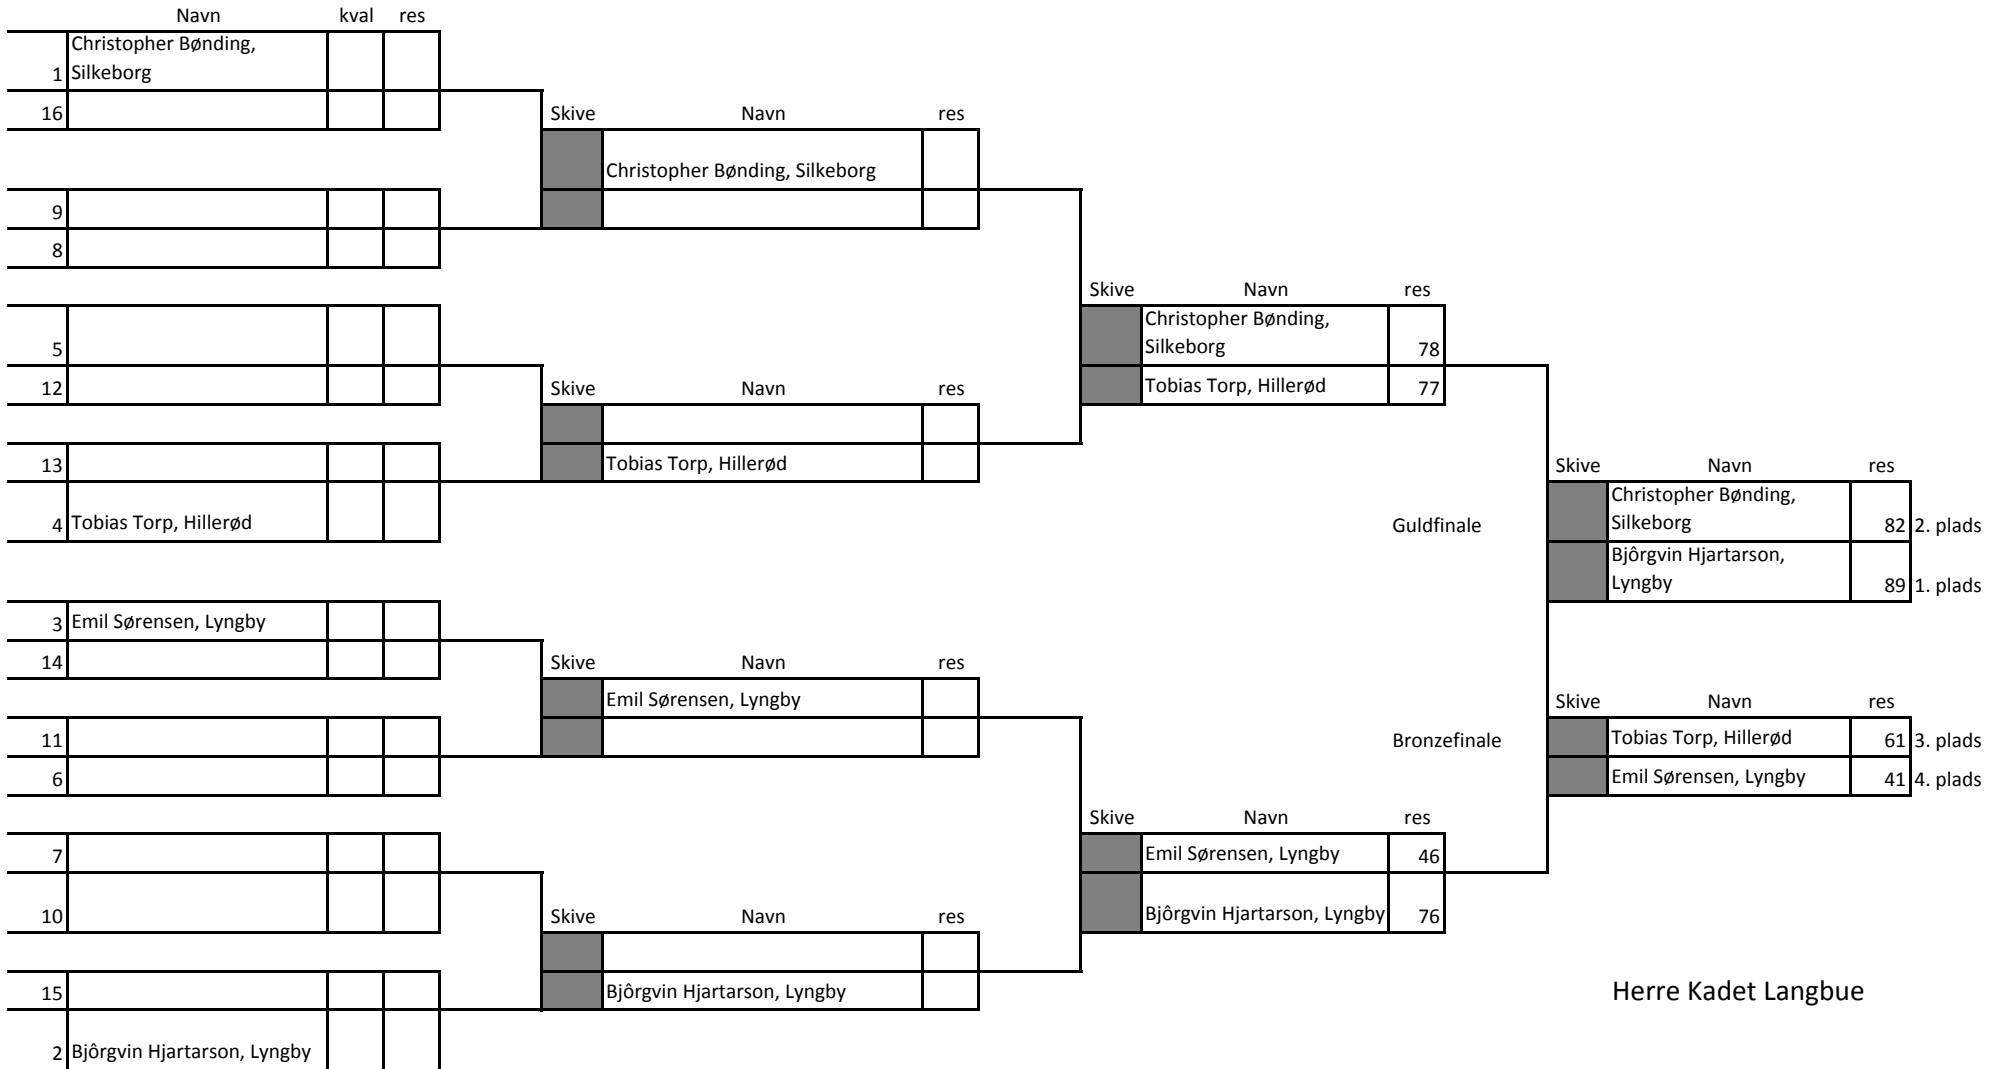 Navn kval res
Christopher Bønding,
1 Silkeborg
16
Skive Navn res
Christopher Bønding, Silkeborg
9
8
Skive Navn res
Christopher Bønding,
5 Silkeborg 78
12 Skive Navn res Tobias Torp, Hillerød 77
13 Tobias Torp, Hillerød Skive Navn res
Christopher Bønding,
4 Tobias Torp, Hillerød Guldfinale Silkeborg 82 2. plads
Bjôrgvin Hjartarson,
Lyngby 89 1. plads
3 Emil Sørensen, Lyngby
14 Skive Navn res
Emil Sørensen, Lyngby Skive Navn res
11 Bronzefinale Tobias Torp, Hillerød 61 3. plads
6 Emil Sørensen, Lyngby 41 4. plads
Skive Navn res
7 Emil Sørensen, Lyngby 46
10 Skive Navn res Bjôrgvin Hjartarson, Lyngby 76
15 Bjôrgvin Hjartarson, Lyngby Herre Kadet Langbue
2 Bjôrgvin Hjartarson, Lyngby